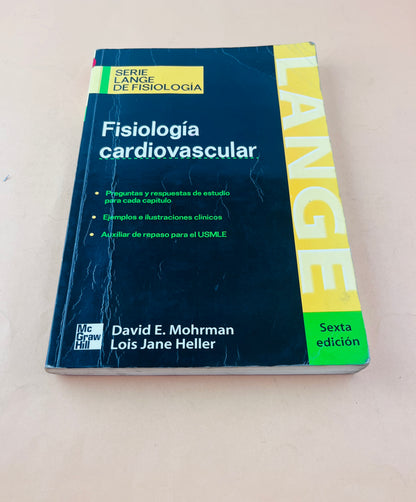 SERIE
LANGE
DE FISIOLOGÍA
Fisiología
cardiovascular
• Preguntas y respuestas de estudio
para cada capítulo
• Ejemplos e ilustraciones clínicos
• Auxiliar de repaso para el USMLE
LANGE
Mc
Graw
Hill
David E. Mohrman
Lois Jane Heller
Sexta
edición